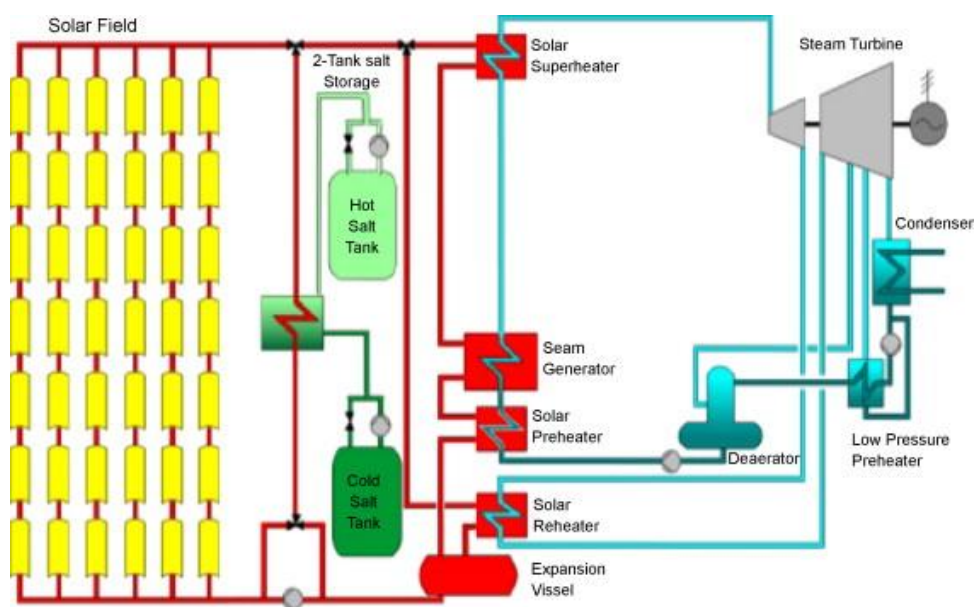 Solar Field
2-Tank salt
Storage
Solar
Superheater
Steam Turbine
Hot
Salt
Tank
Condenser
Seam
Generator
Solar
Preheater
Deaerator
Low Pressure
Preheater
Cold
Salt
Tank
Solar
Reheater
Expansion
Vissel